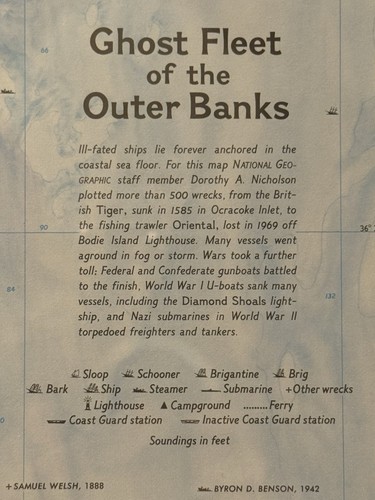 Ghost Fleet
of the
Outer Banks
66
Ill-fated ships lie forever anchored in the
coastal sea floor. For this map NATIONAL GEO-
GRAPHIC staff member Dorothy A. Nicholson
plotted more than 500 wrecks, from the Brit-
ish Tiger, sunk in 1585 in Ocracoke Inlet, to
the fishing trawler Oriental, lost in 1969 off
90
36°
Bodie Island Lighthouse. Many vessels went
aground in fog or storm. Wars took a further
toll: Federal and Confederate gunboats battled
84
to the finish, World War I U-boats sank many
132
vessels, including the Diamond Shoals light-
ship, and Nazi submarines in World War II
torpedoed freighters and tankers.
Sloop Schooner Brigantine Brig
Bark Ship Steamer Submarine +Other wrecks
Lighthouse Campground ......... Ferry
0
Coast Guard station Inactive Coast Guard station
Soundings in feet
+SAMUEL WELSH, 1888
BYRON D. BENSON, 1942